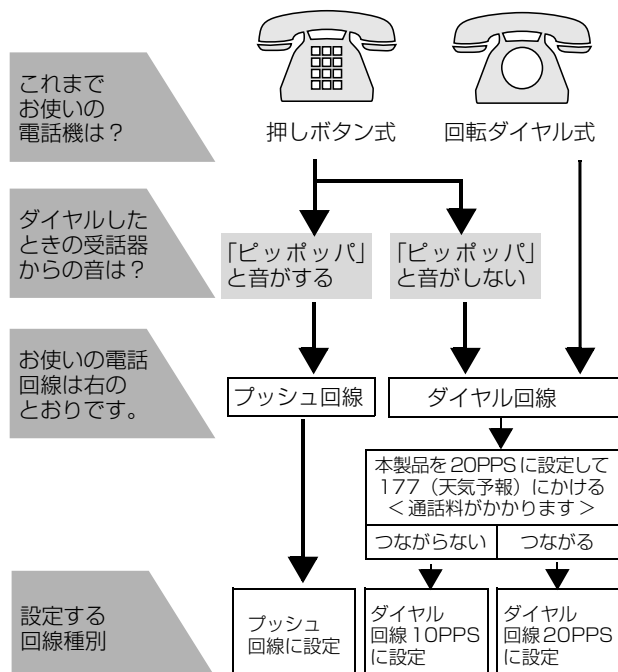 これまで
お使いの
電話機は？
押しボタン式
回転ダイヤル式
ダイヤルした
ときの受話器
からの音は？
「ピッポッパ」
と音がする
「ピッポッパ」
と音がしない
お使いの電話
回線は右の
とおりです。
プッシュ回線
ダイヤル回線
本製品を20PPSに設定して
177（天気予報）にかける
＜通話料がかかります＞
つながらない
つながる
設定する
回線種別
プッシュ
回線に設定
ダイヤル
回線10PPS
に設定
ダイヤル
回線20PPS
に設定